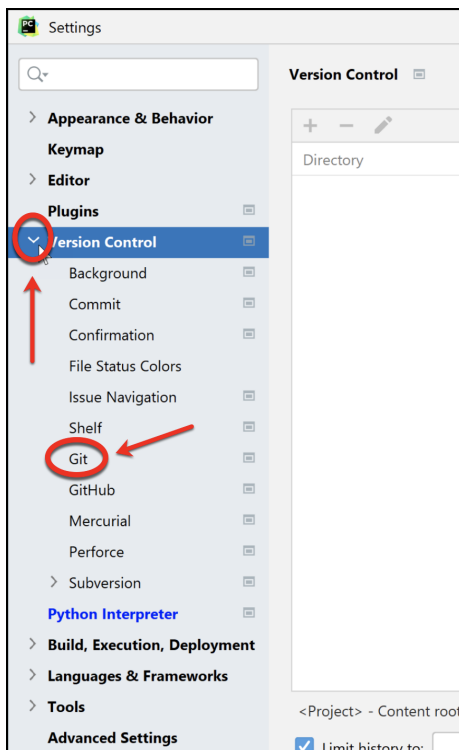 PC
Settings
Version Control
Appearance & Behavior
Keymap
Editor
Directory
Plugins
Version Control
Background
Commit
Confirmation
File Status Colors
Issue Navigation
Shelf
Git
GitHub
Mercurial
Perforce
Subversion
Python Interpreter
Build, Execution, Deployment
Languages & Frameworks
Tools
<Project> - Content root
Advanced Settings
Limit history to: